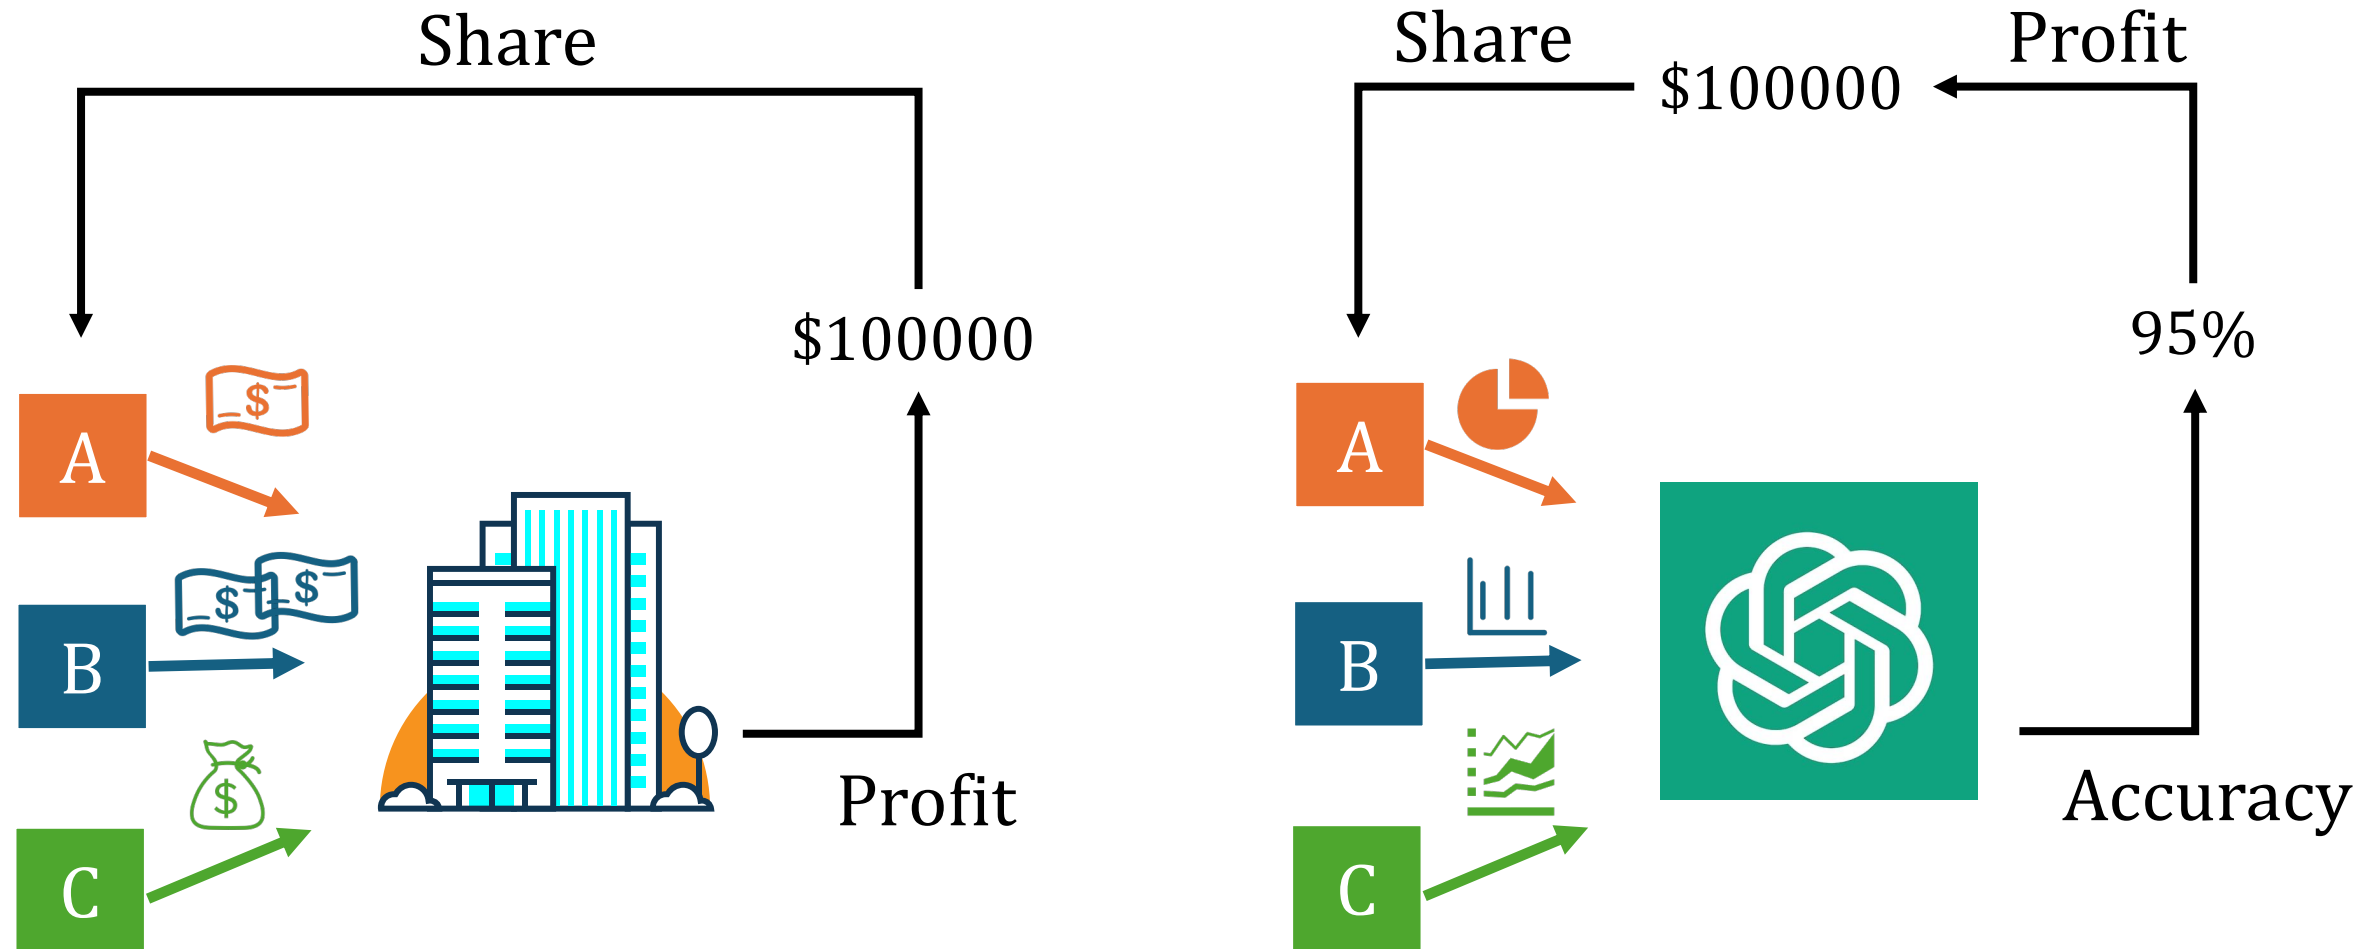 Share
$100000
A
B
C
$
$
$
$
Profit
Share
$100000
Profit
95%
A
B
C
Accuracy